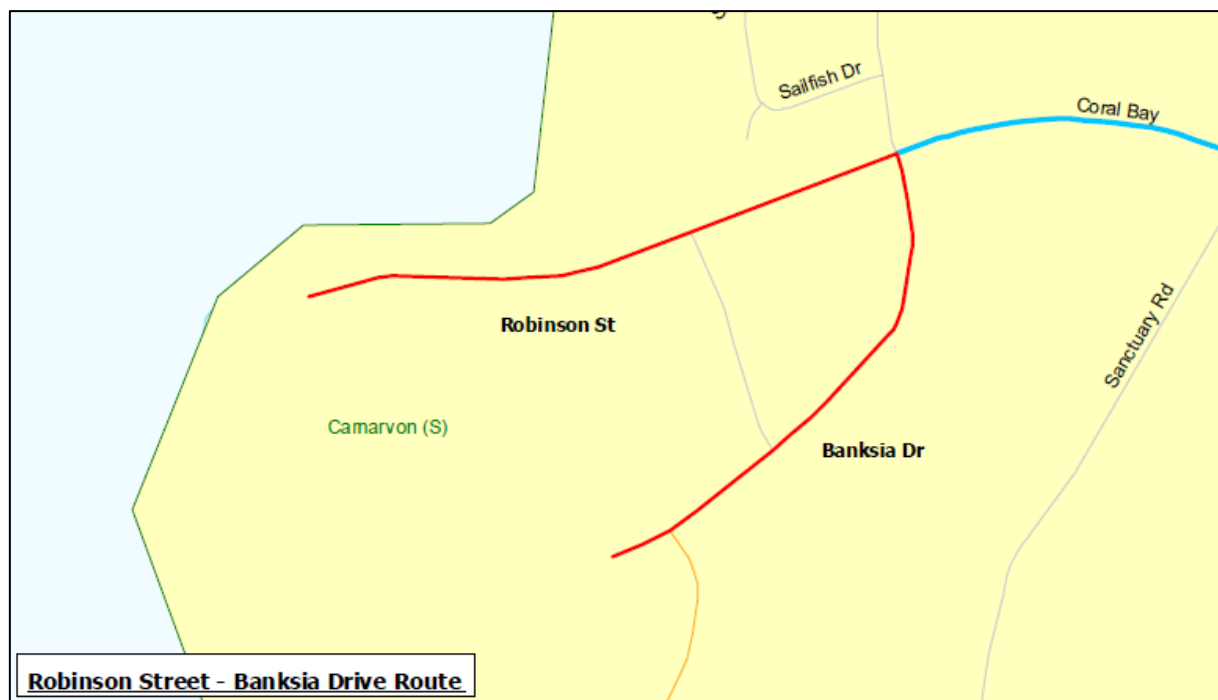 Sailfish Dr
Coral Bay
Sanctuary Rd
Robinson St
Carnarvon (S)
Banksia Dr
Robinson Street - Banksia Drive Route